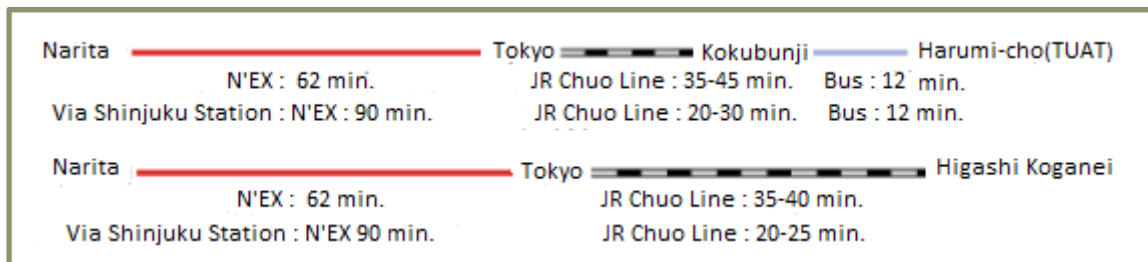 Narita Tokyo Kokubunji Harumi-cho(TUAT)
N'EX : 62 min. JR Chuo Line : 35-45 min. Bus : 12 min.
Via Shinjuku Station : N'EX : 90 min. JR Chuo Line : 20-30 min. Bus : 12 min.
Narita Tokyo Higashi Koganei
N'EX : 62 min. JR Chuo Line : 35-40 min.
Via Shinjuku Station : N'EX 90 min. JR Chuo Line : 20-25 min.